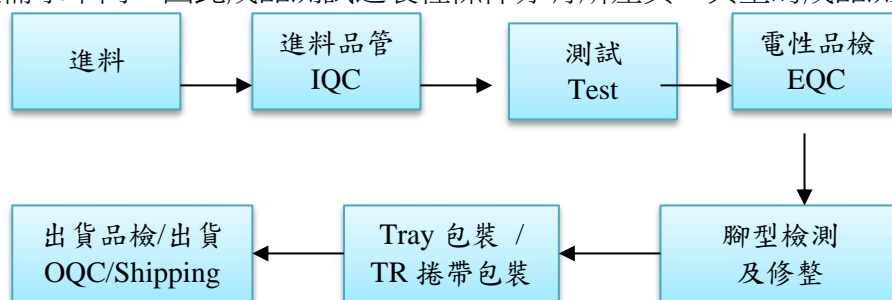 進料
進料品管
IQC
測試
Test
電性品檢
EQC
腳型檢測
及修整
Tray 包裝 /
TR 捲帶包裝
出貨品檢/出貨
OQC/Shipping